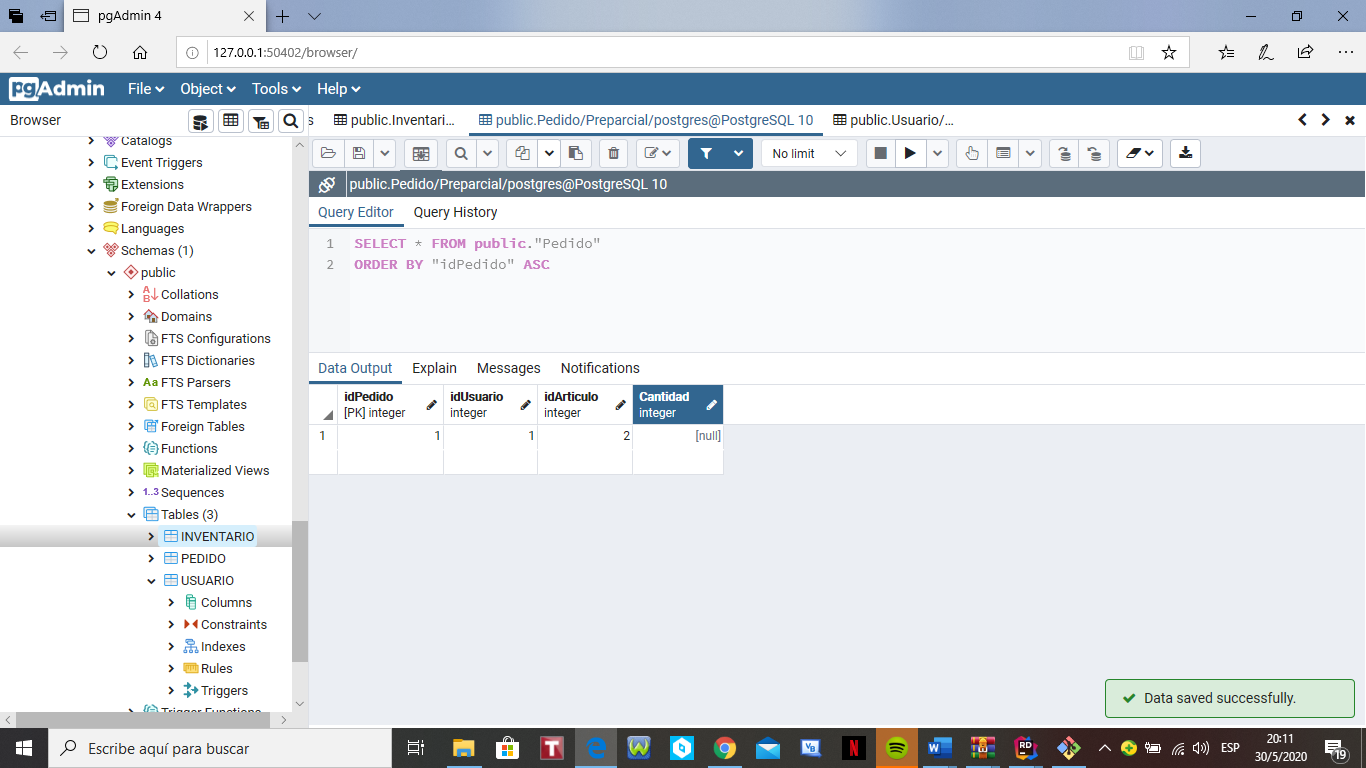 pgAdmin 4
127.0.0.1:50402/browser/
pgAdmin File Object Tools Help
Browser
s public.Inventari... public.Pedido/Preparcial/postgres@PostgreSQL 10 public.Usuario/...
No limit
public.Pedido/Preparcial/postgres@PostgreSQL 10
Query Editor Query History
1 SELECT * FROM public."Pedido"
2 ORDER BY "idPedido" ASC
Data Output Explain Messages Notifications
idPedido idUsuario idArticulo Cantidad
[PK] integer integer integer integer
1 1 1 2 [null]
Catalogs
Event Triggers
Extensions
Foreign Data Wrappers
Languages
Schemas (1)
public
Collations
Domains
FTS Configurations
FTS Dictionaries
Aa FTS Parsers
FTS Templates
Foreign Tables
Functions
Materialized Views
1..3 Sequences
Tables (3)
INVENTARIO
PEDIDO
USUARIO
Columns
Constraints
Indexes
Rules
Triggers
Trigger Functions
Data saved successfully.
Escribe aquí para buscar
ESP
20:11
30/5/2020
19